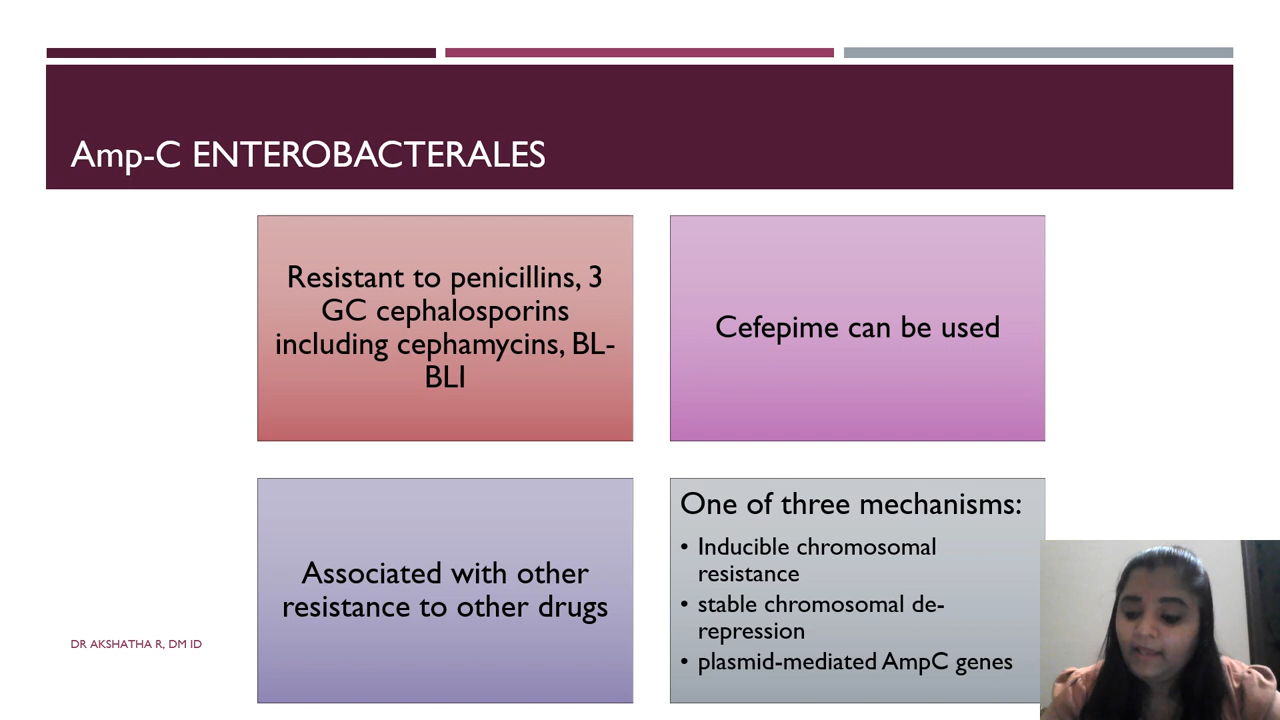 Amp-C ENTEROBACTERALES
Resistant to penicillins, 3
GC cephalosporins
including cephamycins, BL-
BLI
Cefepime can be used
Associated with other
resistance to other drugs
One of three mechanisms:
• Inducible chromosomal
resistance
• stable chromosomal de-
repression
• plasmid-mediated AmpC genes
DR AKSHATHA R, DM ID